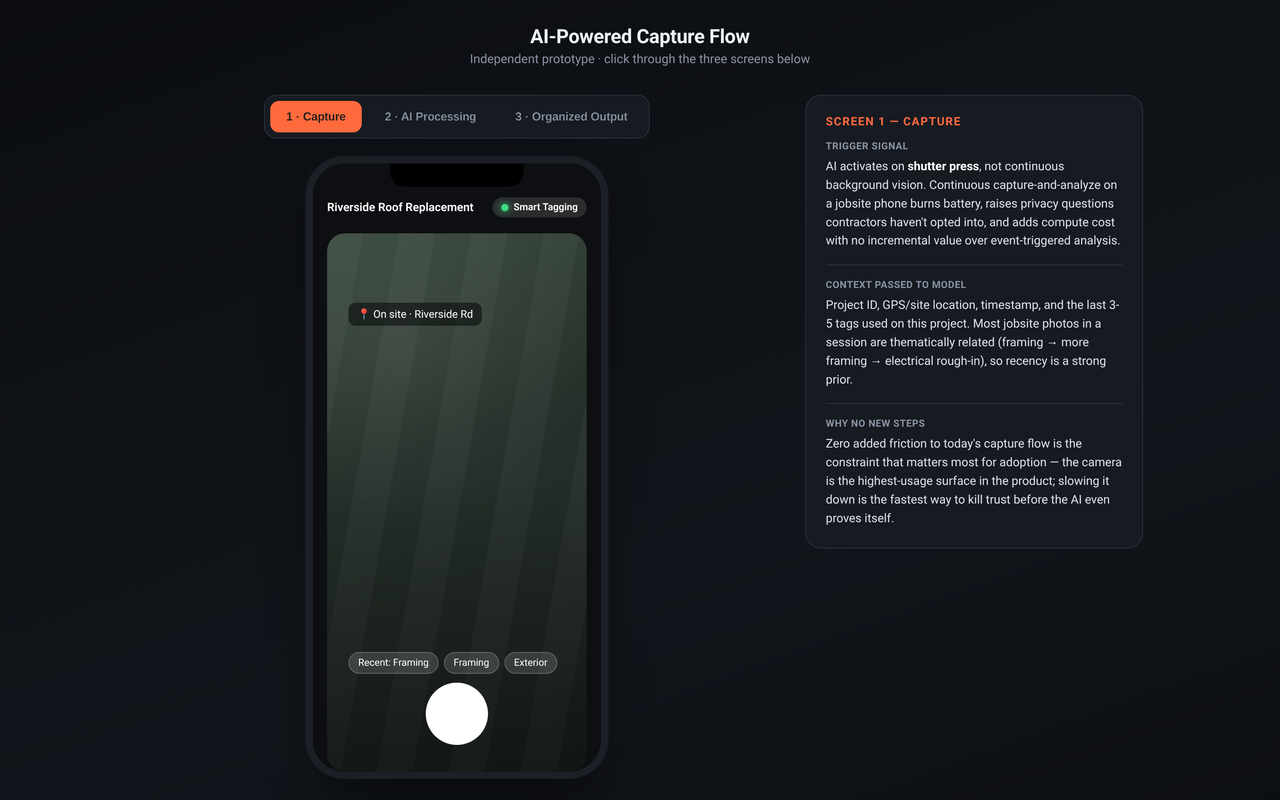 AI-Powered Capture Flow
Independent prototype · click through the three screens below
1 · Capture
2 · AI Processing
3 · Organized Output
Riverside Roof Replacement
Smart Tagging
📍 On site · Riverside Rd
Recent: Framing
Framing
Exterior
SCREEN 1 — CAPTURE
TRIGGER SIGNAL
AI activates on shutter press, not continuous
background vision. Continuous capture-and-analyze on
a jobsite phone burns battery, raises privacy questions
contractors haven't opted into, and adds compute cost
with no incremental value over event-triggered analysis.
CONTEXT PASSED TO MODEL
Project ID, GPS/site location, timestamp, and the last 3-
5 tags used on this project. Most jobsite photos in a
session are thematically related (framing → more
framing → electrical rough-in), so recency is a strong
prior.
WHY NO NEW STEPS
Zero added friction to today's capture flow is the
constraint that matters most for adoption — the camera
is the highest-usage surface in the product; slowing it
down is the fastest way to kill trust before the AI even
proves itself.